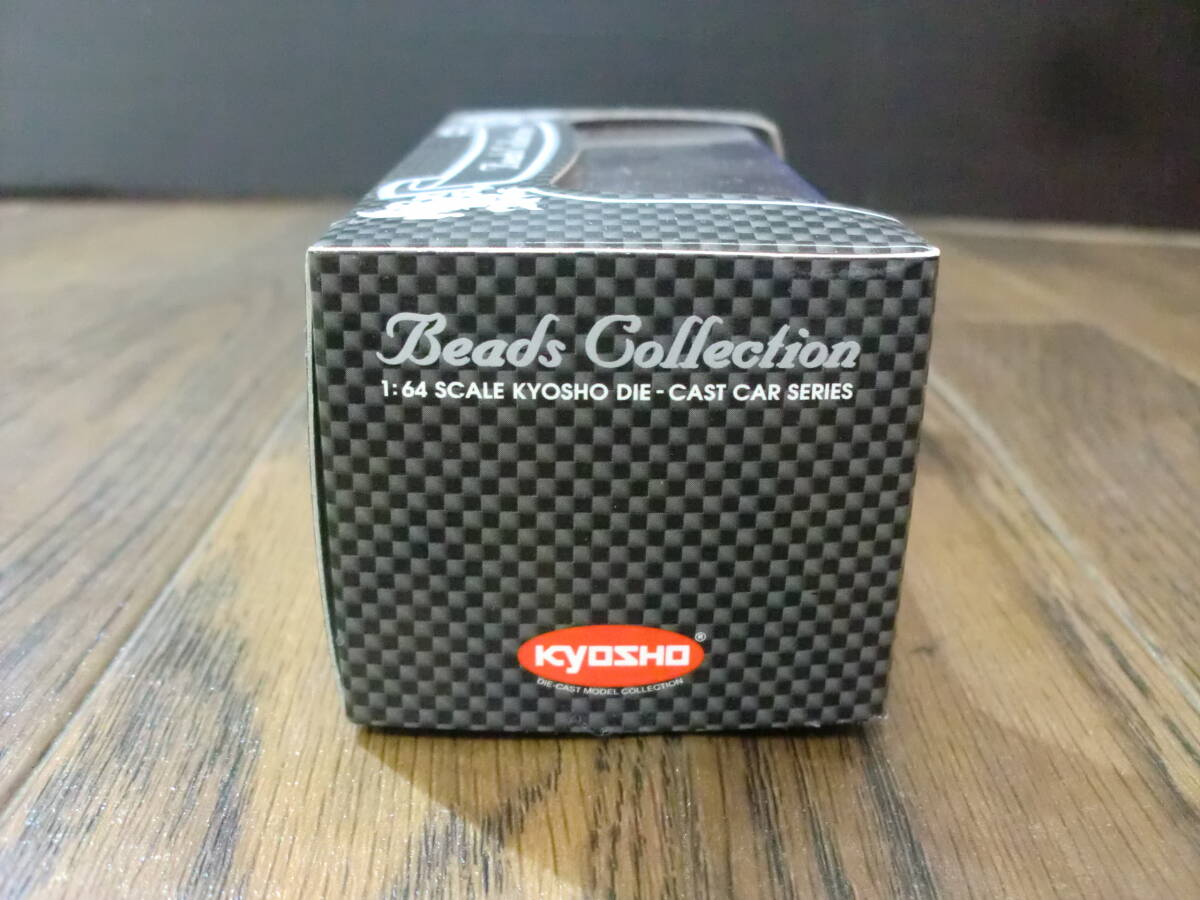 Beads Collection
1:64 SCALE KYOSHO DIE-CAST CAR SERIES
KYOSHO®
DIE-CAST MODEL COLLECTION